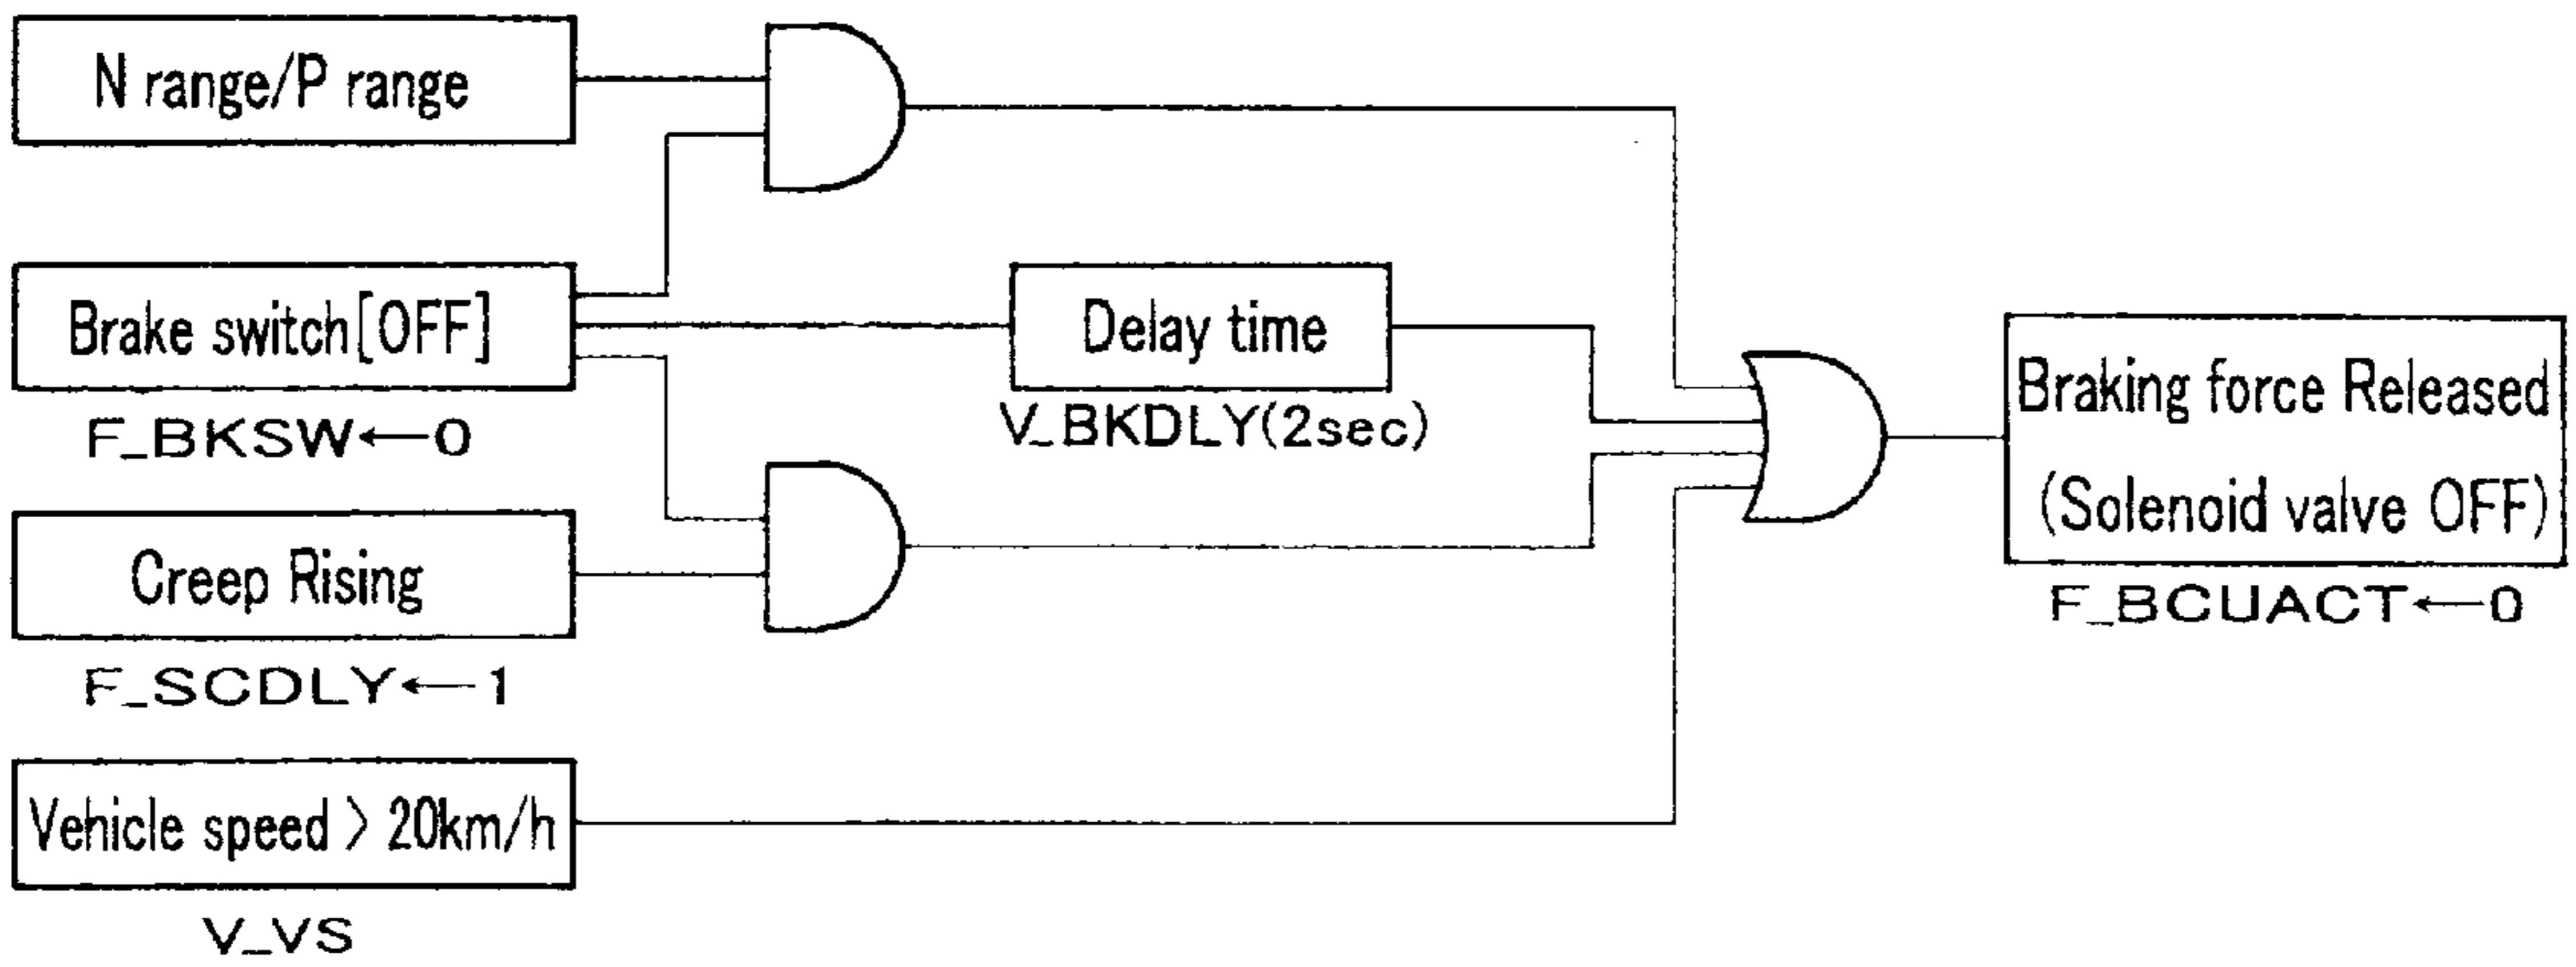 N range/P range
Brake switch[OFF]
F_BKSW←0
Delay time
V_BKDLY(2sec)
Creep Rising
F_SCDLY←1
Vehicle speed > 20km/h
V_VS
Braking force Released
(Solenoid valve OFF)
F_BCUACT←0